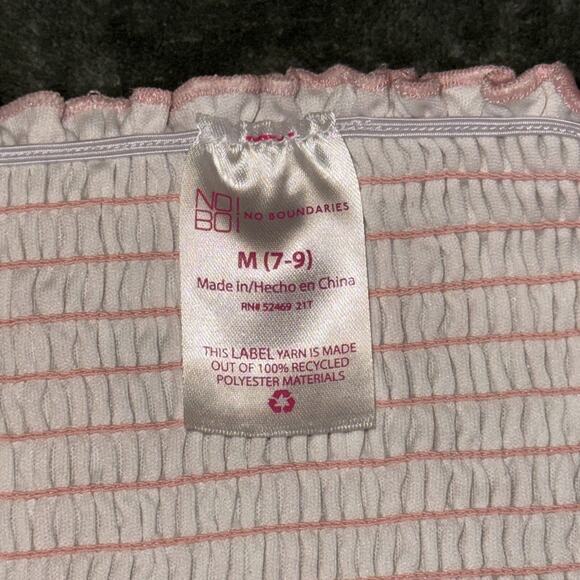 NO
BO
NO BOUNDARIES
M (7-9)
Made in/Hecho en China
RN# 52469 21T
THIS LABEL YARN IS MADE
OUT OF 100% RECYCLED
POLYESTER MATERIALS